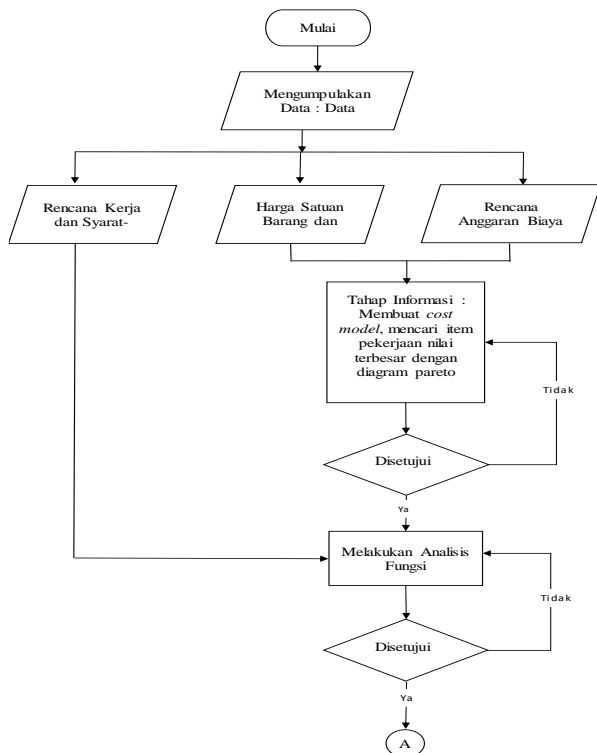 Mulai
Mengumpulakan
Data : Data
Rencana Kerja
dan Syarat-
Harga Satuan
Barang dan
Rencana
Anggaran Biaya
Tahap Informasi :
Membuat cost
model, mencari item
pekerjaan nilai
terbesar dengan
diagram pareto
Tidak
Disetujui
Ya
Melakukan Analisis
Fungsi
Tidak
Disetujui
Ya
A